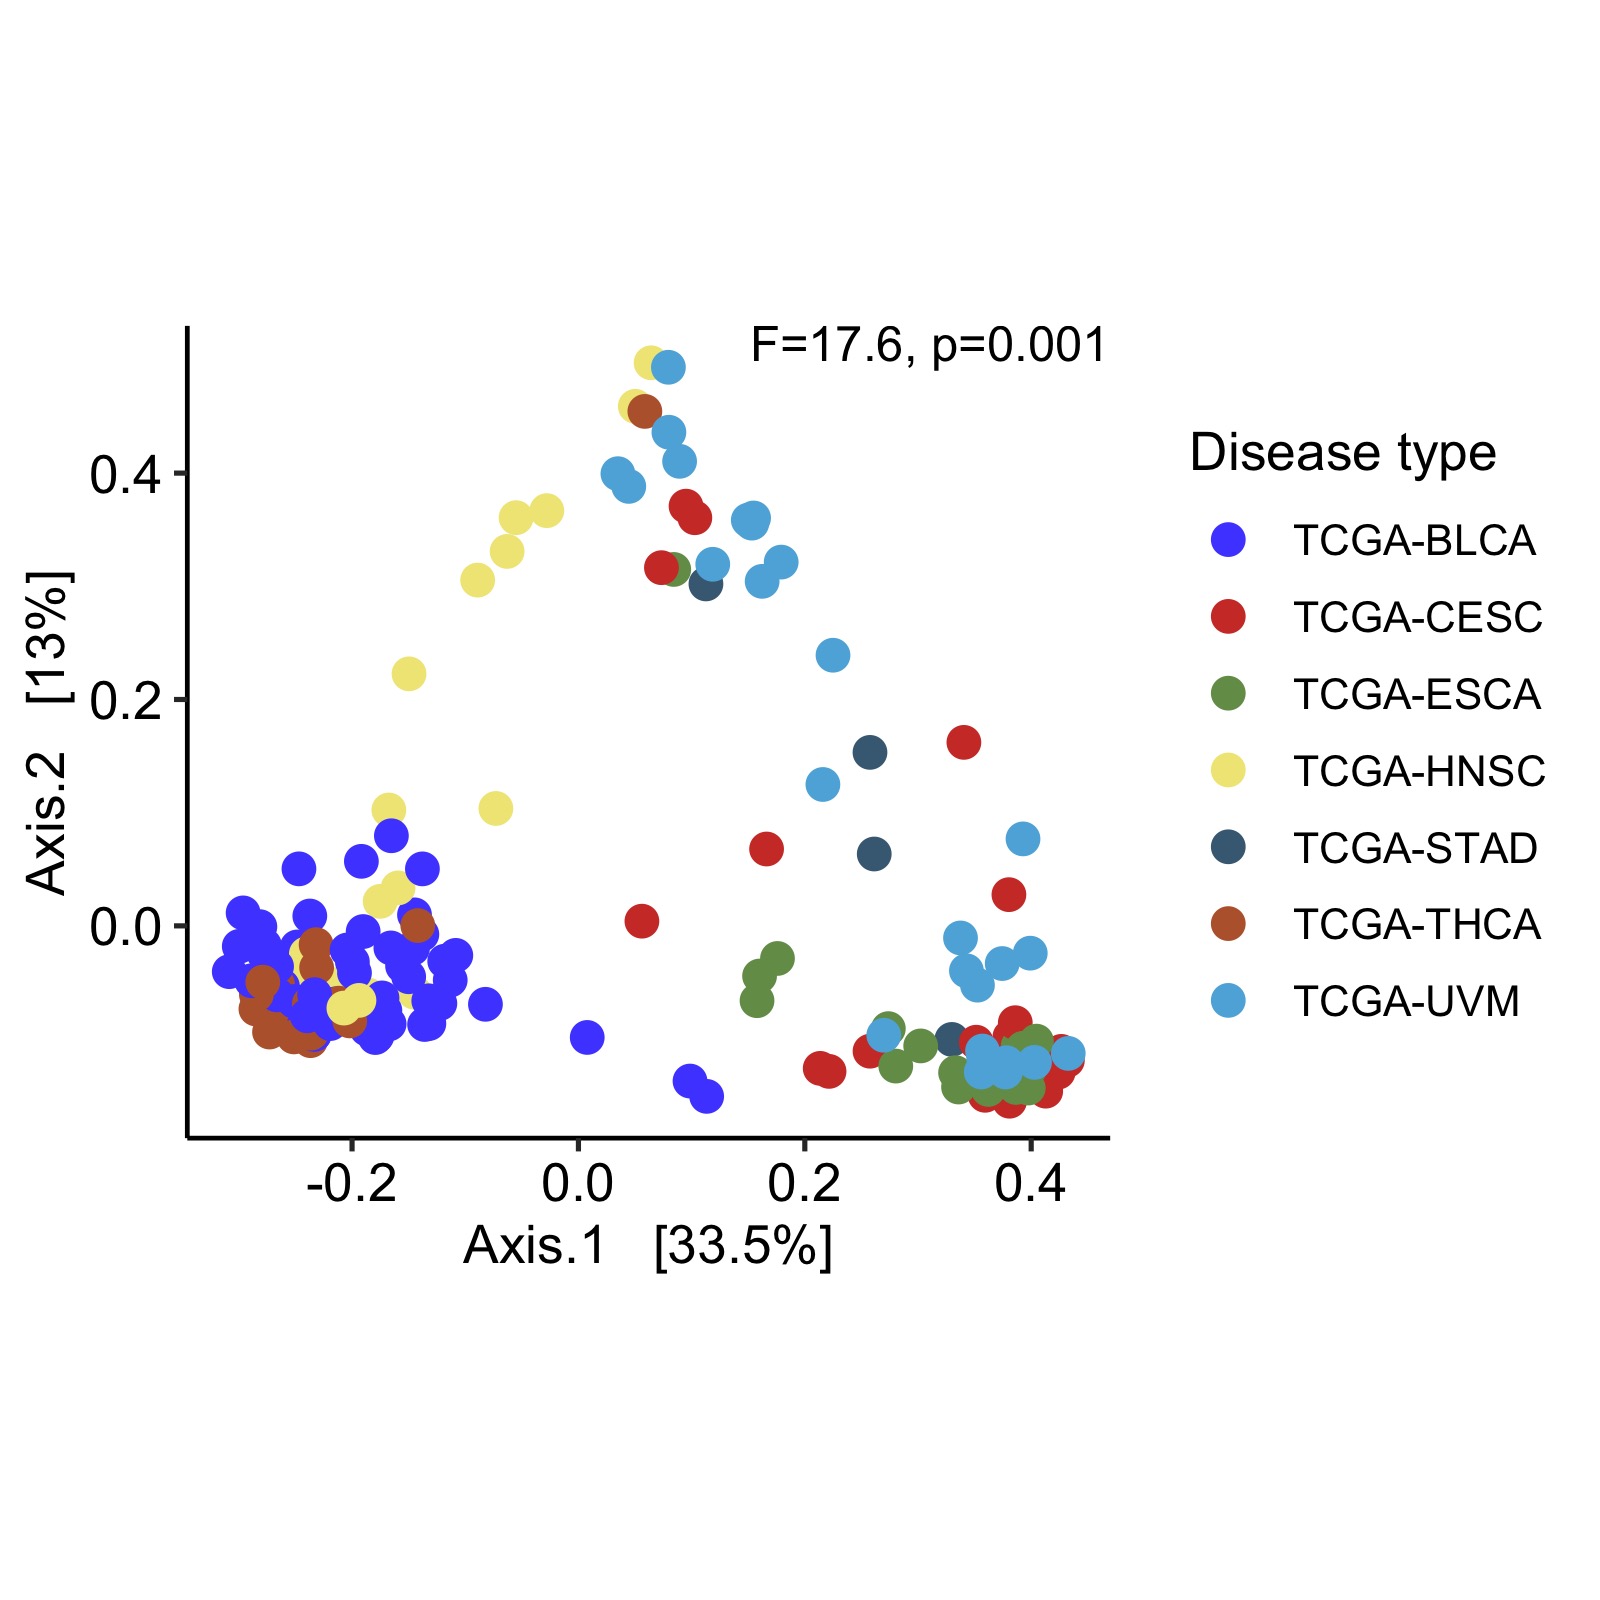 F=17.6, p=0.001
Axis.2 [13%]
0.4
0.2
0.0
-0.2 0.0 0.2 0.4
Axis.1 [33.5%]
Disease type
TCGA-BLCA
TCGA-CESC
TCGA-ESCA
TCGA-HNSC
TCGA-STAD
TCGA-THCA
TCGA-UVM